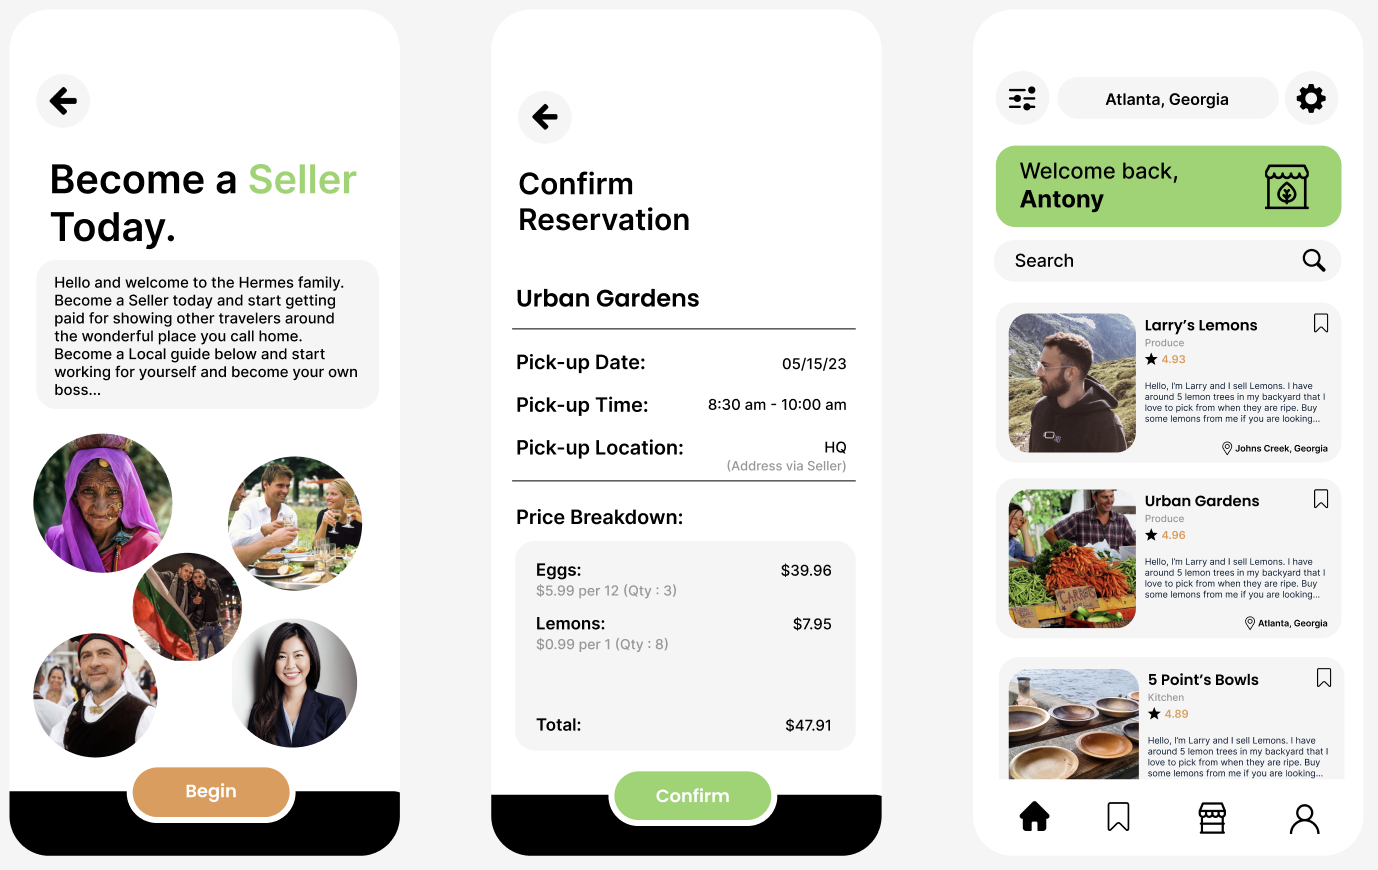 Become a Seller
Today.
Hello and welcome to the Hermes family.
Become a Seller today and start getting
paid for showing other travelers around
the wonderful place you call home.
Become a Local guide below and start
working for yourself and become your own
boss...
Begin
Confirm
Reservation
Urban Gardens
Pick-up Date: 05/15/23
Pick-up Time: 8:30 am - 10:00 am
Pick-up Location: HQ
(Address via Seller)
Price Breakdown:
Eggs: $39.96
$5.99 per 12 (Qty : 3)
Lemons: $7.95
$0.99 per 1 (Qty : 8)
Total: $47.91
Confirm
Atlanta, Georgia
Welcome back,
Antony
Search
Larry's Lemons
Produce
4.93
Hello, I'm Larry and I sell Lemons. I have
around 5 lemon trees in my backyard that I
love to pick from when they are ripe. Buy
some lemons from me if you are looking...
Johns Creek, Georgia
Urban Gardens
Produce
4.96
Hello, I'm Larry and I sell Lemons. I have
around 5 lemon trees in my backyard that I
love to pick from when they are ripe. Buy
some lemons from me if you are looking...
Atlanta, Georgia
5 Point's Bowls
Kitchen
4.89
Hello, I'm Larry and I sell Lemons. I have
around 5 lemon trees in my backyard that I
love to pick from when they are ripe. Buy
some lemons from me if you are looking...